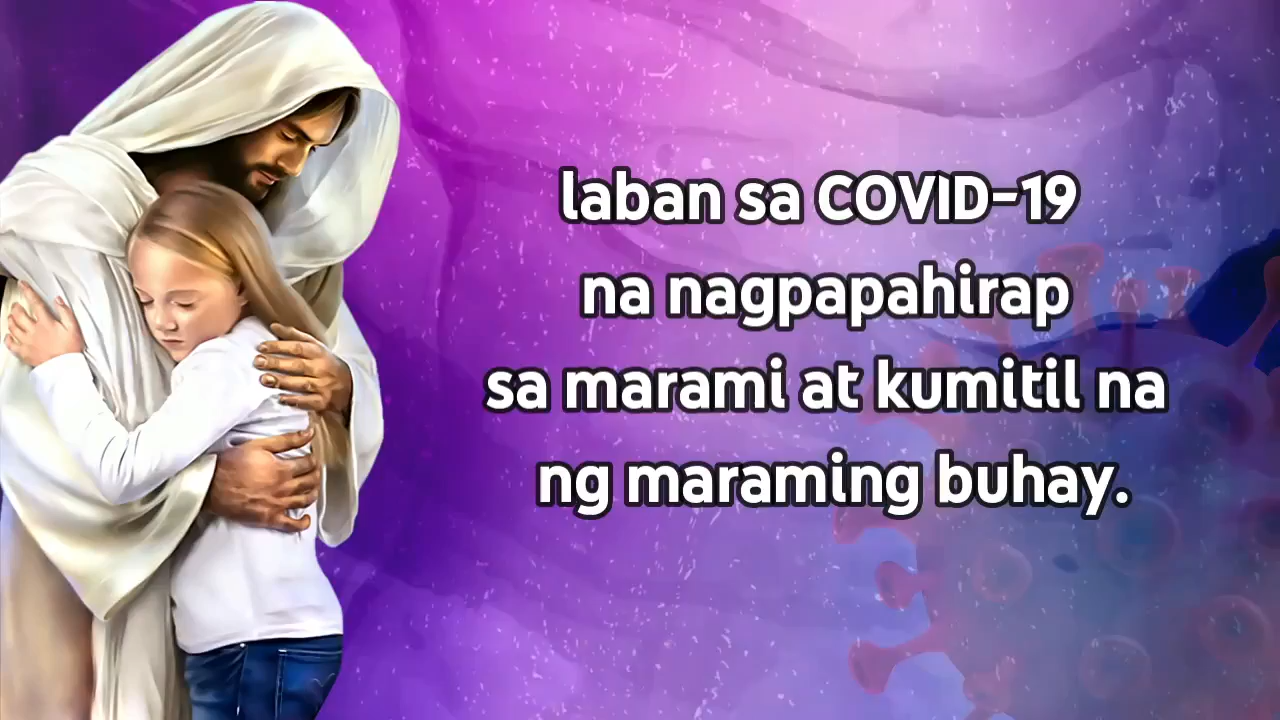 laban sa COVID-19
na nagpapahirap
sa marami at kumitil na
ng maraming buhay.